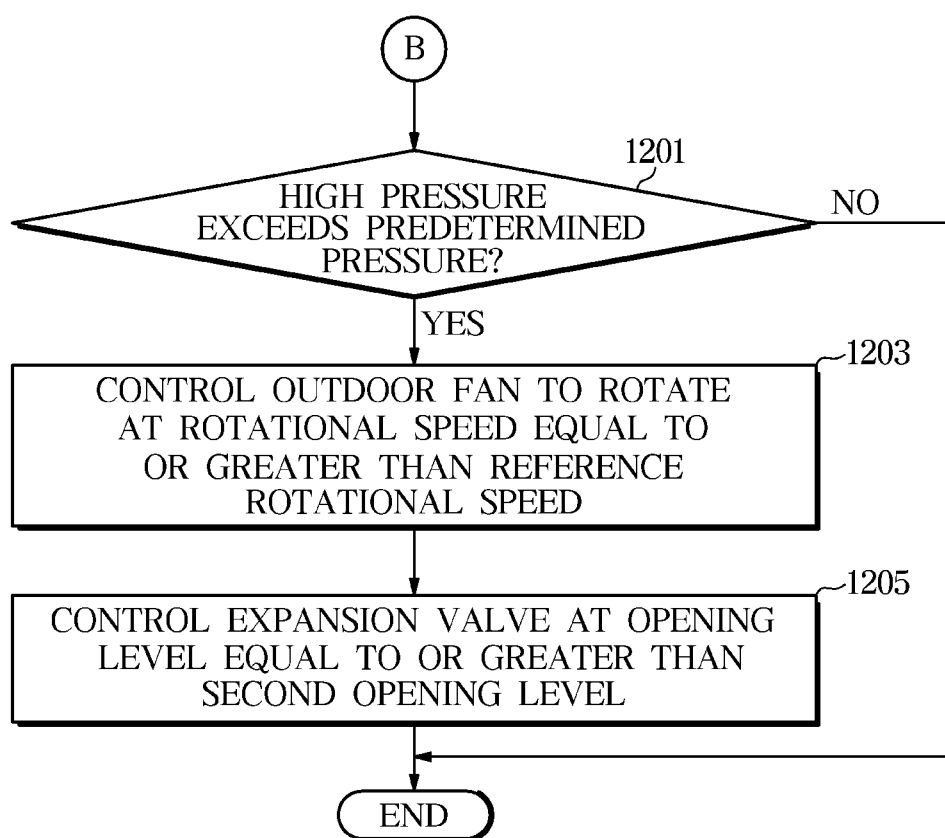 B
1201
HIGH PRESSURE
EXCEEDS PREDETERMINED
PRESSURE?
NO
YES
1203
CONTROL OUTDOOR FAN TO ROTATE
AT ROTATIONAL SPEED EQUAL TO
OR GREATER THAN REFERENCE
ROTATIONAL SPEED
1205
CONTROL EXPANSION VALVE AT OPENING
LEVEL EQUAL TO OR GREATER THAN
SECOND OPENING LEVEL
END